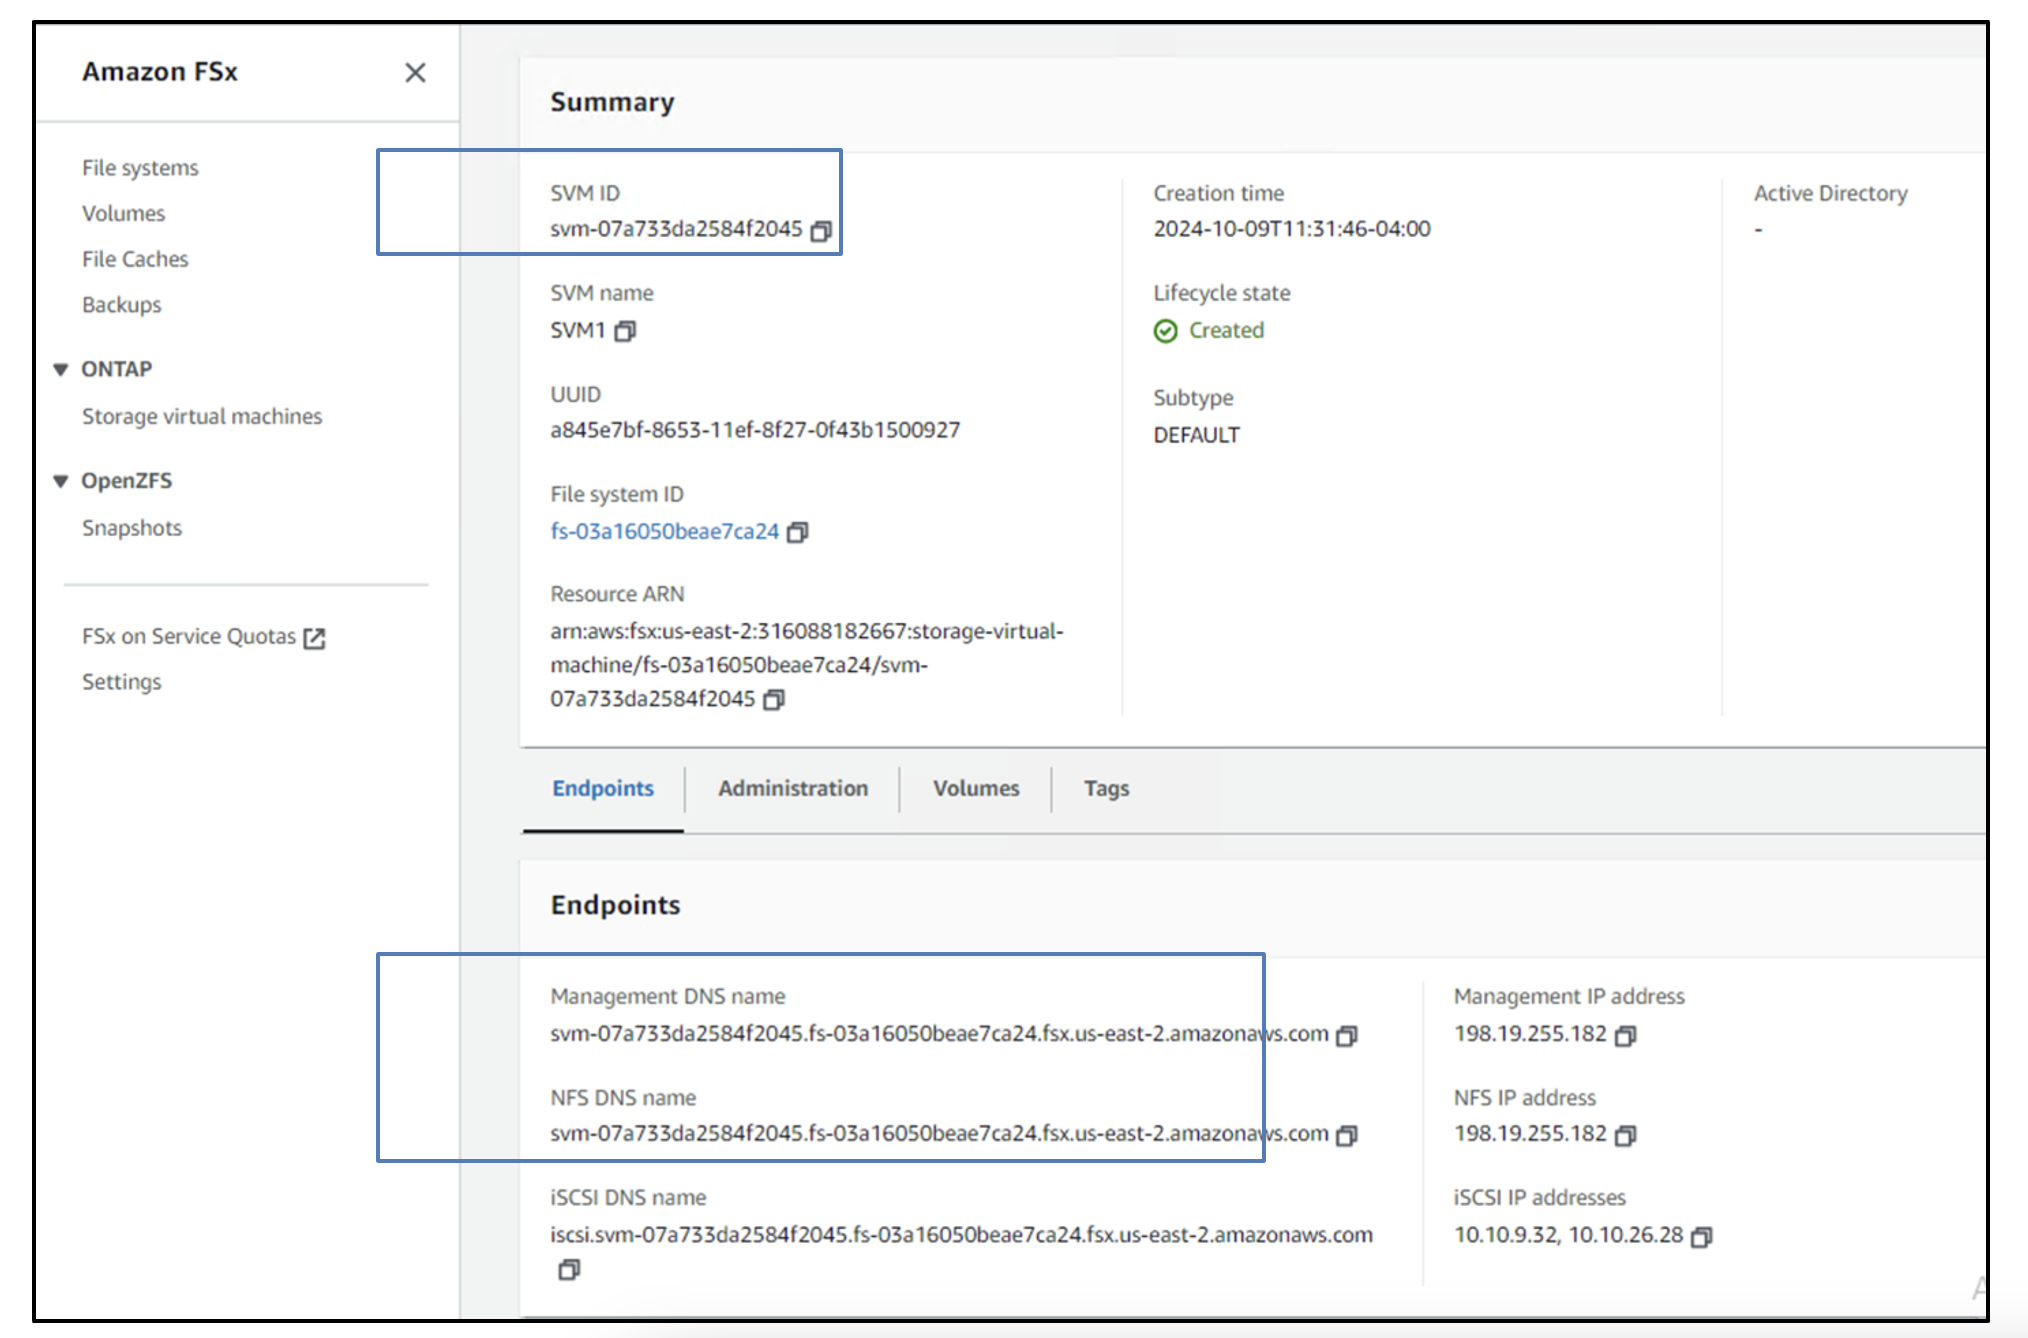 Amazon FSx
File systems
Volumes
File Caches
Backups
ONTAP
Storage virtual machines
OpenZFS
Snapshots
FSx on Service Quotas
Settings
Summary
SVM ID
svm-07a733da2584f2045
SVM name
SVM1
UUID
a845e7bf-8653-11ef-8f27-0f43b1500927
File system ID
fs-03a16050beae7ca24
Resource ARN
arn:aws:fsx:us-east-2:316088182667:storage-virtual-
machine/fs-03a16050beae7ca24/svm-
07a733da2584f2045
Creation time
2024-10-09T11:31:46-04:00
Lifecycle state
Created
Subtype
DEFAULT
Active Directory
-
Endpoints
Administration
Volumes
Tags
Endpoints
Management DNS name
svm-07a733da2584f2045.fs-03a16050beae7ca24.fsx.us-east-2.amazonaws.com
NFS DNS name
svm-07a733da2584f2045.fs-03a16050beae7ca24.fsx.us-east-2.amazonaws.com
iSCSI DNS name
iscsi.svm-07a733da2584f2045.fs-03a16050beae7ca24.fsx.us-east-2.amazonaws.com
Management IP address
198.19.255.182
NFS IP address
198.19.255.182
iSCSI IP addresses
10.10.9.32, 10.10.26.28